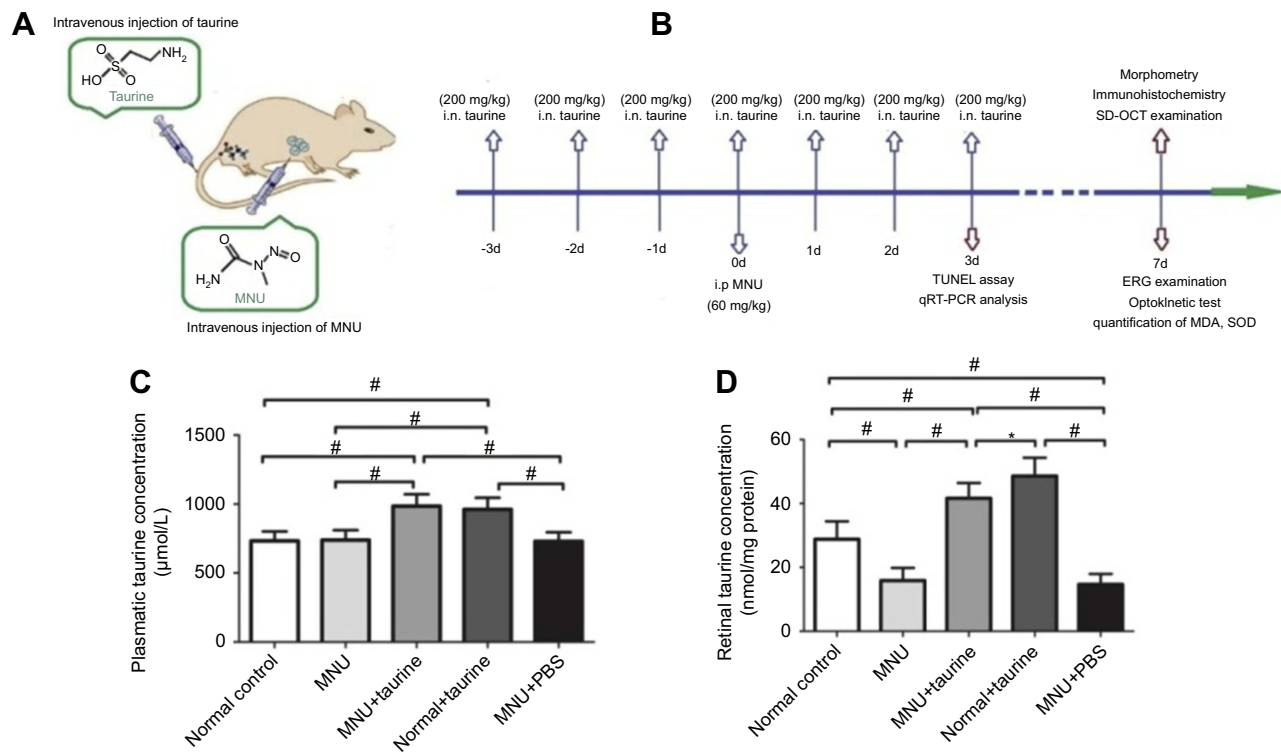 A
Intravenous injection of taurine
O
S
O
HO
NH2
Taurine
O
H2N
N
N
O
MNU
Intravenous injection of MNU
B
(200 mg/kg) (200 mg/kg) (200 mg/kg) (200 mg/kg) (200 mg/kg) (200 mg/kg) (200 mg/kg)
i.n. taurine i.n. taurine i.n. taurine i.n. taurine i.n. taurine i.n. taurine i.n. taurine
Morphometry
Immunohistochemistry
SD-OCT examination
-3d -2d -1d 0d 1d 2d 3d 7d
i.p MNU
(60 mg/kg)
TUNEL assay
qRT-PCR analysis
ERG examination
Optoklnetic test
quantification of MDA, SOD
C
Plasmatic taurine concentration
(µmol/L)
1500
1000
500
0
#
#
# #
# #
Normal control MNU MNU+taurine Normal+taurine MNU+PBS
D
Retinal taurine concentration
(nmol/mg protein)
60
40
20
0
#
# #
# # * #
Normal control MNU MNU+taurine Normal+taurine MNU+PBS